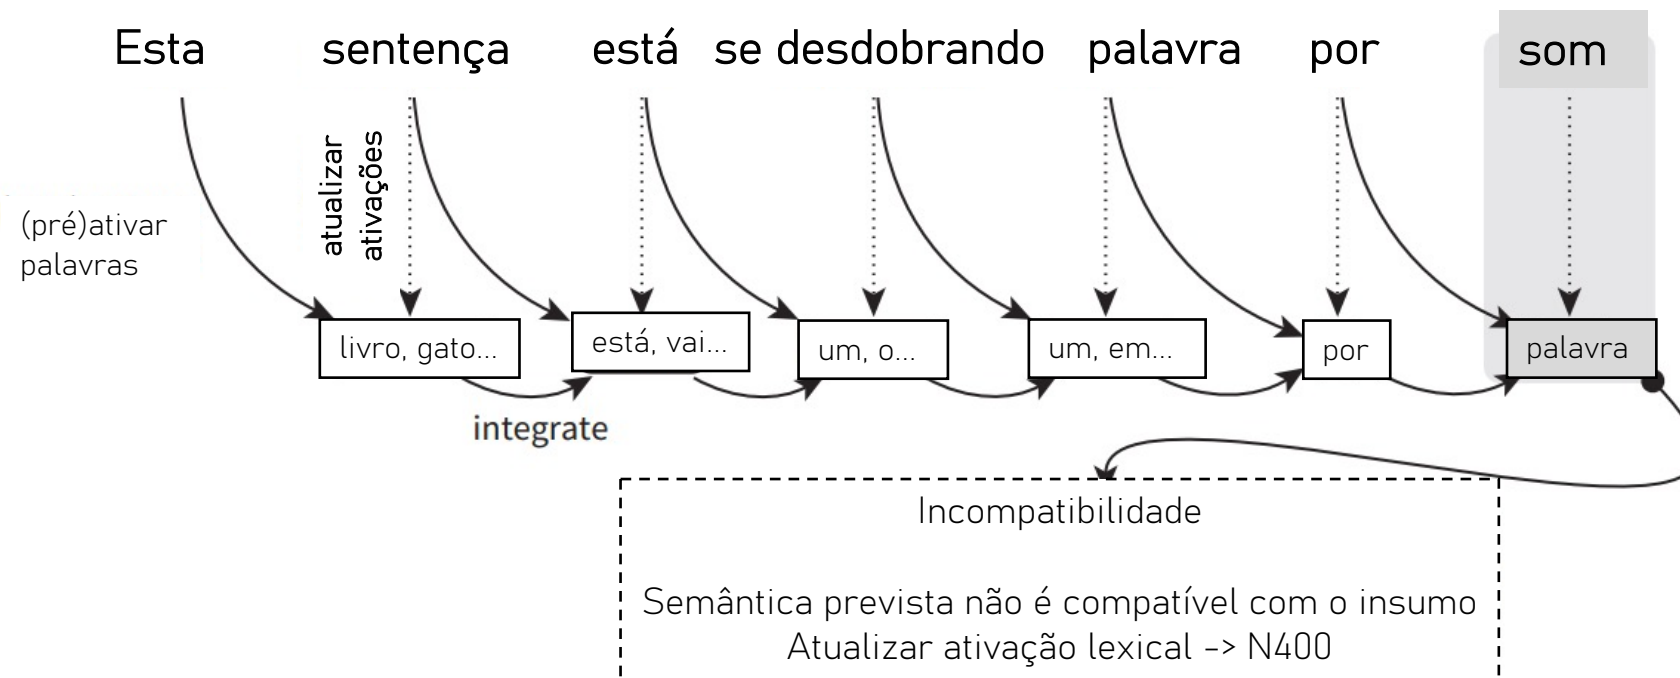 Esta sentença está se desdobrando palavra por som
atualizar
ativações
(pré)ativar
palavras
livro, gato... está, vai... um, o... um, em... por palavra
integrate
Incompatibilidade
Semântica prevista não é compatível com o insumo
Atualizar ativação lexical -> N400